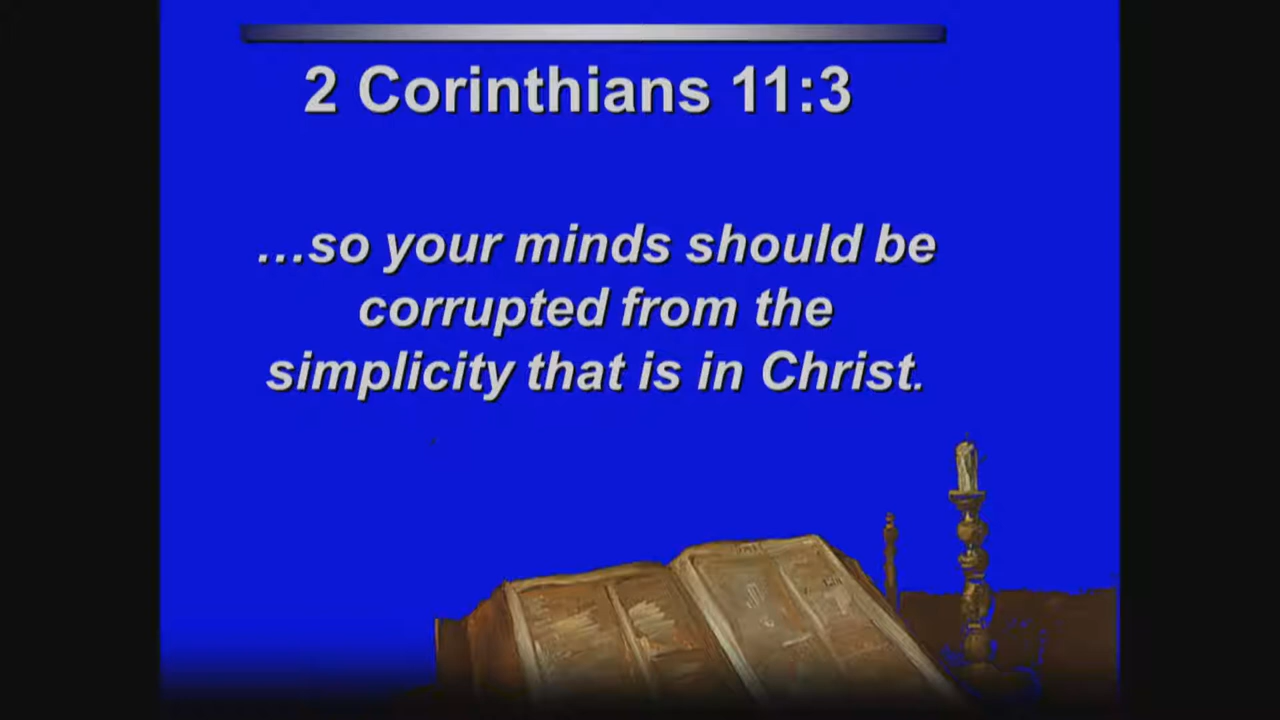 2 Corinthians 11:3
...so your minds should be
corrupted from the
simplicity that is in Christ.